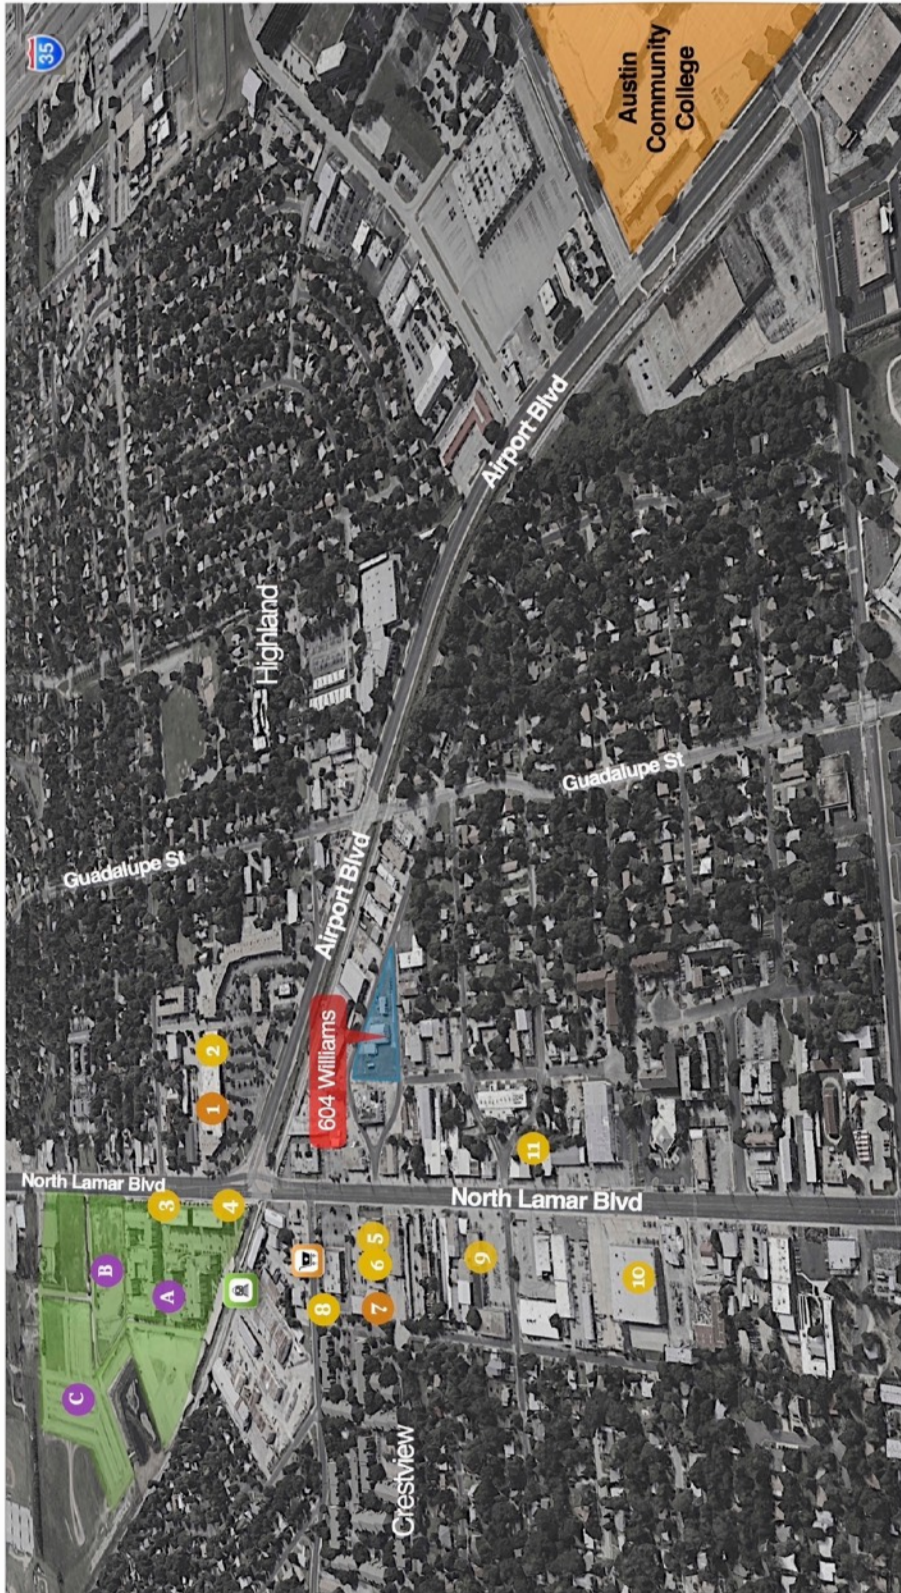 35
C
North Lamar Blvd
B
Guadalupe St
A
3
1
2
4
Highland
8
604 Williams
Airport Blvd
7
6
5
Crestview
9
Airport Blvd
11
North Lamar Blvd
Guadalupe St
10
Austin
Community
College